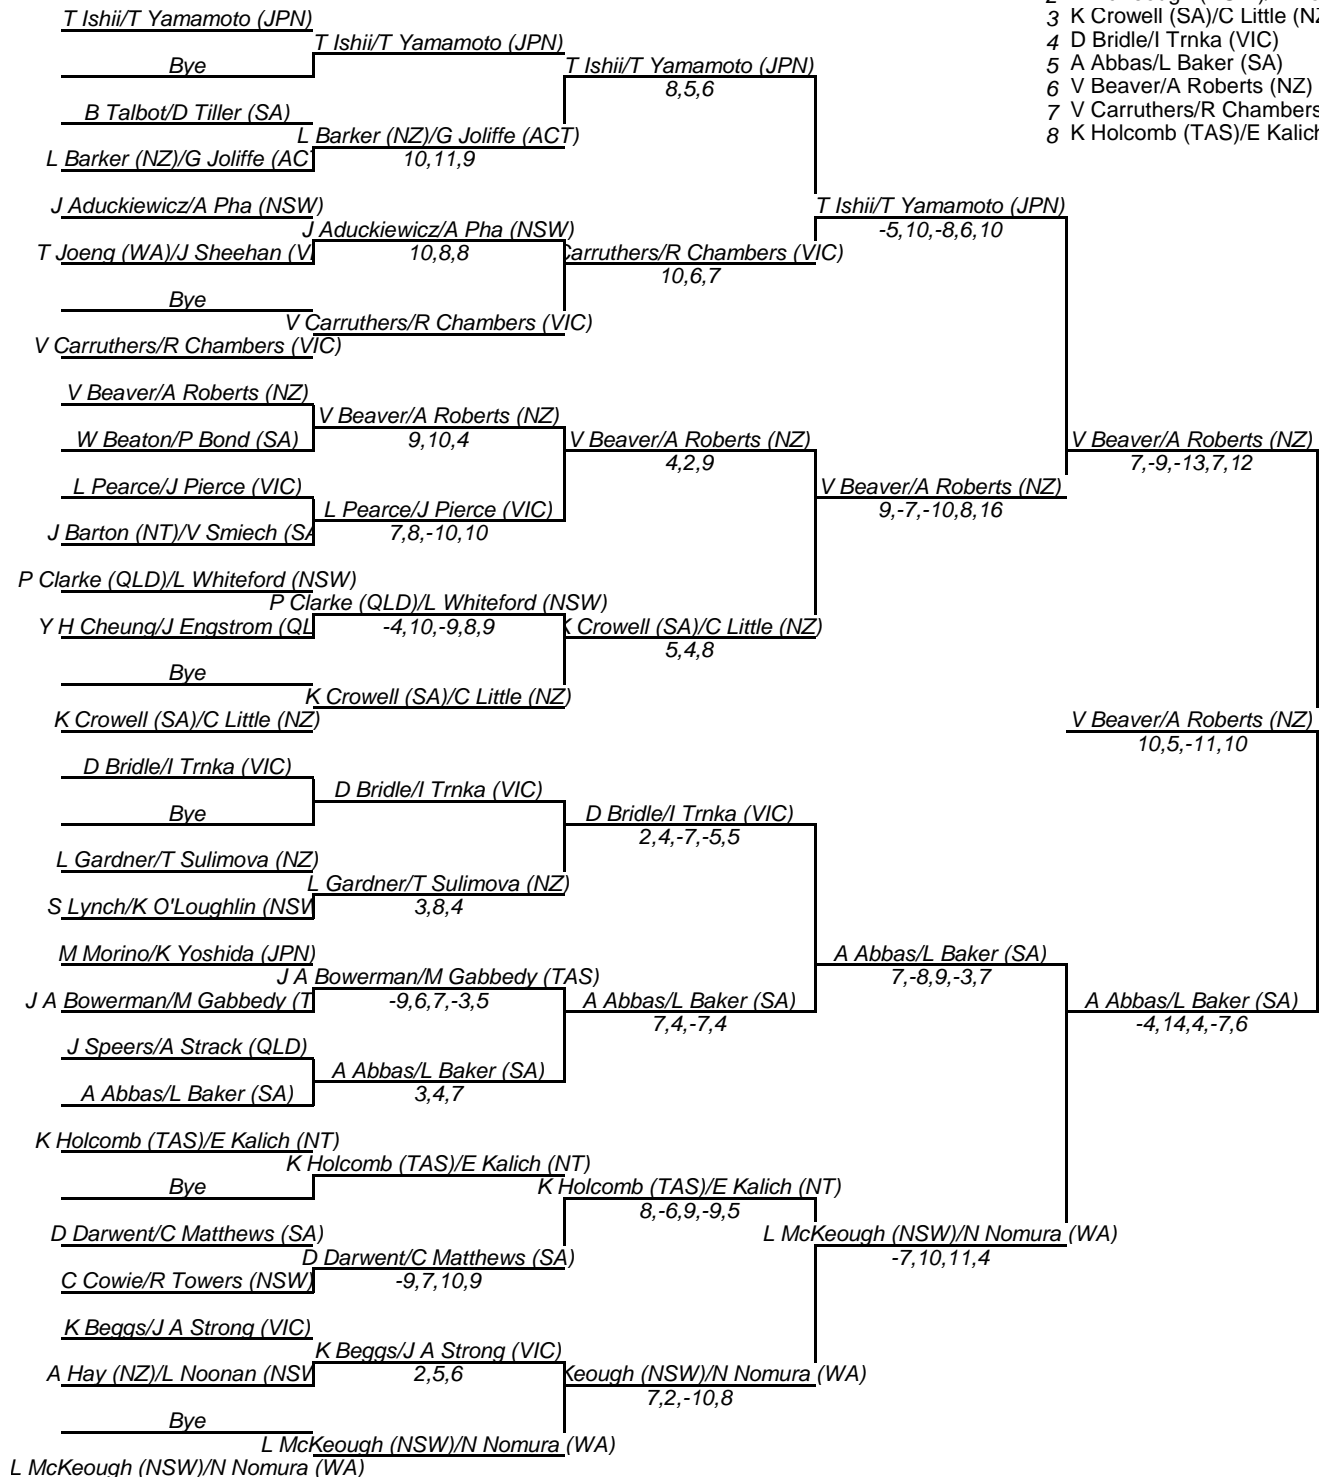 T Ishii/T Yamamoto (JPN)
Bye
B Talbot/D Tiller (SA)
L Barker (NZ)/G Joliffe (ACT
J Aduckiewicz/A Pha (NSW)
T Joeng (WA)/J Sheehan (VI
Bye
V Carruthers/R Chambers (VIC)
V Beaver/A Roberts (NZ)
W Beaton/P Bond (SA)
L Pearce/J Pierce (VIC)
J Barton (NT)/V Smiech (SA
P Clarke (QLD)/L Whiteford (NSW)
Y H Cheung/J Engstrom (QL
Bye
K Crowell (SA)/C Little (NZ)
D Bridle/I Trnka (VIC)
Bye
L Gardner/T Sulimova (NZ)
S Lynch/K O'Loughlin (NSW
M Morino/K Yoshida (JPN)
J A Bowerman/M Gabbedy (T
J Speers/A Strack (QLD)
A Abbas/L Baker (SA)
K Holcomb (TAS)/E Kalich (NT)
Bye
D Darwent/C Matthews (SA)
C Cowie/R Towers (NSW)
K Beggs/J A Strong (VIC)
A Hay (NZ)/L Noonan (NSW
Bye
L McKeough (NSW)/N Nomura (WA)
T Ishii/T Yamamoto (JPN)
L Barker (NZ)/G Joliffe (ACT)
10,11,9
J Aduckiewicz/A Pha (NSW)
10,8,8
V Carruthers/R Chambers (VIC)
V Beaver/A Roberts (NZ)
9,10,4
L Pearce/J Pierce (VIC)
7,8,-10,10
P Clarke (QLD)/L Whiteford (NSW)
-4,10,-9,8,9
K Crowell (SA)/C Little (NZ)
D Bridle/I Trnka (VIC)
L Gardner/T Sulimova (NZ)
3,8,4
J A Bowerman/M Gabbedy (TAS)
-9,6,7,-3,5
A Abbas/L Baker (SA)
3,4,7
K Holcomb (TAS)/E Kalich (NT)
D Darwent/C Matthews (SA)
-9,7,10,9
K Beggs/J A Strong (VIC)
2,5,6
L McKeough (NSW)/N Nomura (WA)
T Ishii/T Yamamoto (JPN)
8,5,6
Carruthers/R Chambers (VIC)
10,6,7
V Beaver/A Roberts (NZ)
4,2,9
K Crowell (SA)/C Little (NZ)
5,4,8
D Bridle/I Trnka (VIC)
2,4,-7,-5,5
A Abbas/L Baker (SA)
7,4,-7,4
K Holcomb (TAS)/E Kalich (NT)
8,-6,9,-9,5
Keough (NSW)/N Nomura (WA)
7,2,-10,8
T Ishii/T Yamamoto (JPN)
-5,10,-8,6,10
V Beaver/A Roberts (NZ)
9,-7,-10,8,16
A Abbas/L Baker (SA)
7,-8,9,-3,7
L McKeough (NSW)/N Nomura (WA)
-7,10,11,4
V Beaver/A Roberts (NZ)
7,-9,-13,7,12
A Abbas/L Baker (SA)
-4,14,4,-7,6
V Beaver/A Roberts (NZ)
10,5,-11,10
3 K Crowell (SA)/C Little (NZ
4 D Bridle/I Trnka (VIC)
5 A Abbas/L Baker (SA)
6 V Beaver/A Roberts (NZ)
7 V Carruthers/R Chambers
8 K Holcomb (TAS)/E Kalich